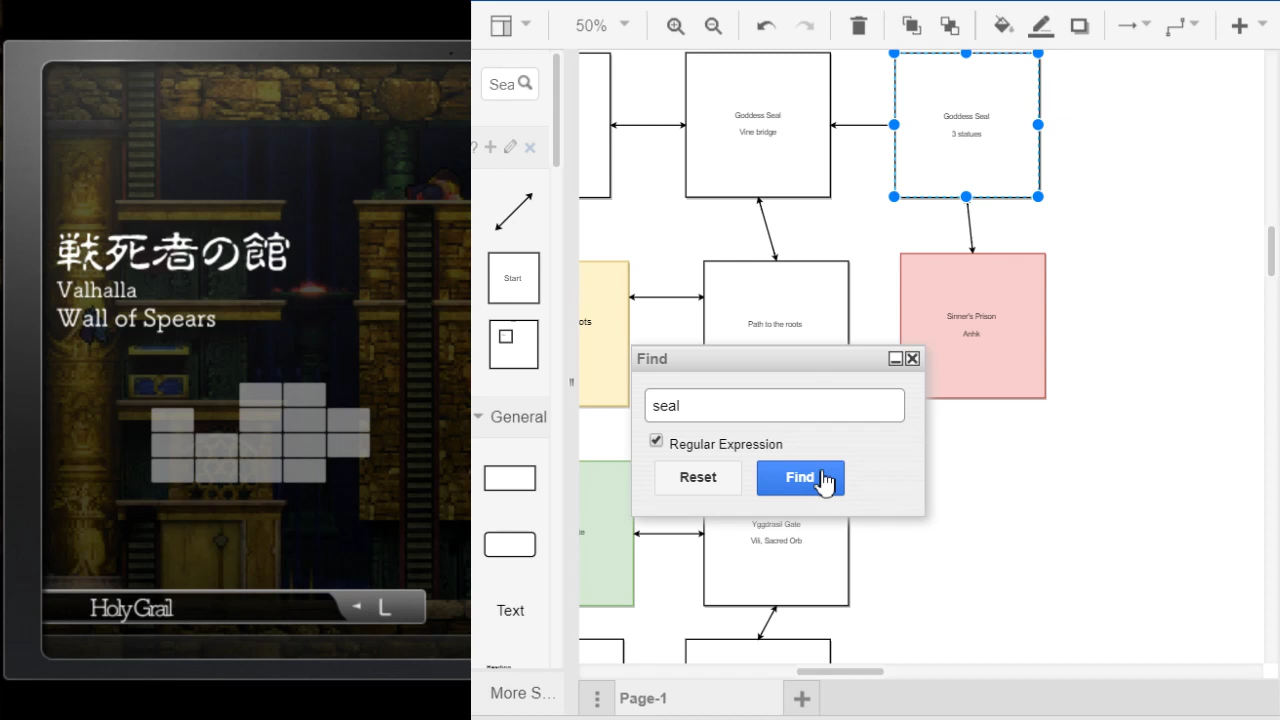 戦死者の館
Valhalla
Wall of Spears
Holy Grail
L
50%
Sea
?
Start
General
Text
More S...
Goddess Seal
Vine bridge
Goddess Seal
3 statues
ots
Path to the roots
Sinner's Prison
Ankh
Find
seal
Regular Expression
Reset
Find
Yggdrasil Gate
Vili, Sacred Orb
Page-1